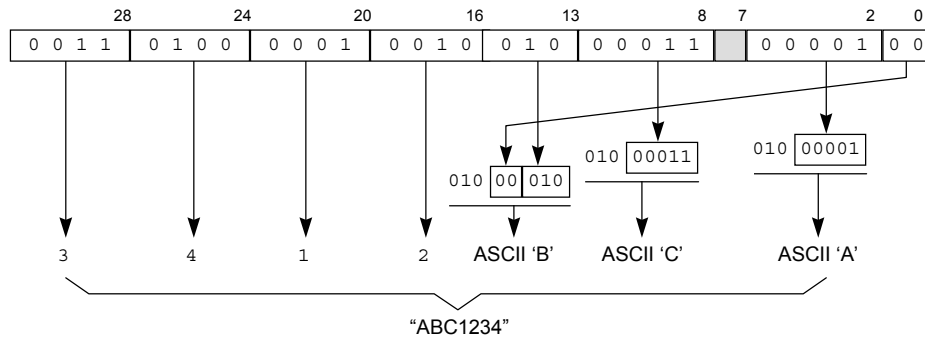 28 24 20 16 13 8 7 2 0
0 0 1 1 0 1 0 0 0 0 0 1 0 0 1 0 0 1 0 0 0 0 1 1 0 0 0 0 1 0 0
010 00 010 010 00011 010 00001
3 4 1 2 ASCII ‘B’ ASCII ‘C’ ASCII ‘A’
“ABC1234”